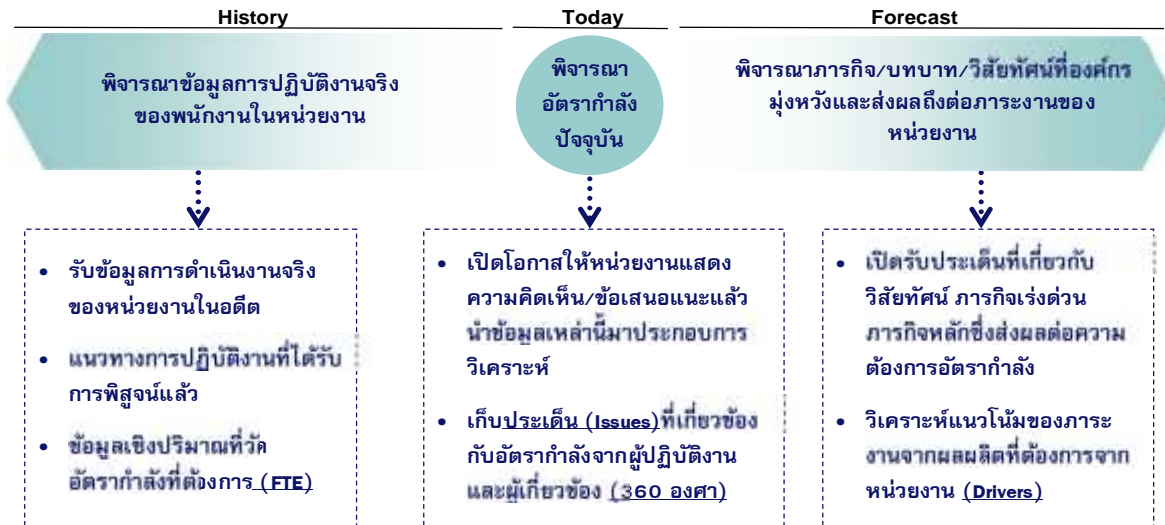 History
Today
Forecast
พิจารณาข้อมูลการปฏิบัติงานจริง
ของพนักงานในหน่วยงาน
พิจารณา
อัตรากำลัง
ปัจจุบัน
พิจารณาภารกิจ/บทบาท/วิสัยทัศน์ที่องค์กร
มุ่งหวังและส่งผลถึงต่อภาระงานของ
หน่วยงาน
• รับข้อมูลการดำเนินงานจริง
ของหน่วยงานในอดีต
• แนวทางการปฏิบัติงานที่ได้รับ
การพิสูจน์แล้ว
• ข้อมูลเชิงปริมาณที่วัด
อัตรากำลังที่ต้องการ (FTE)
• เปิดโอกาสให้หน่วยงานแสดง
ความคิดเห็น/ข้อเสนอแนะแล้ว
นำข้อมูลเหล่านี้มาประกอบการ
วิเคราะห์
• เก็บประเด็น (Issues)ที่เกี่ยวข้อง
กับอัตรากำลังจากผู้ปฏิบัติงาน
และผู้เกี่ยวข้อง (360 องศา)
• เปิดรับประเด็นที่เกี่ยวกับ
วิสัยทัศน์ ภารกิจเร่งด่วน
ภารกิจหลักซึ่งส่งผลต่อความ
ต้องการอัตรากำลัง
• วิเคราะห์แนวโน้มของภาระ
งานจากผลผลิตที่ต้องการจาก
หน่วยงาน (Drivers)